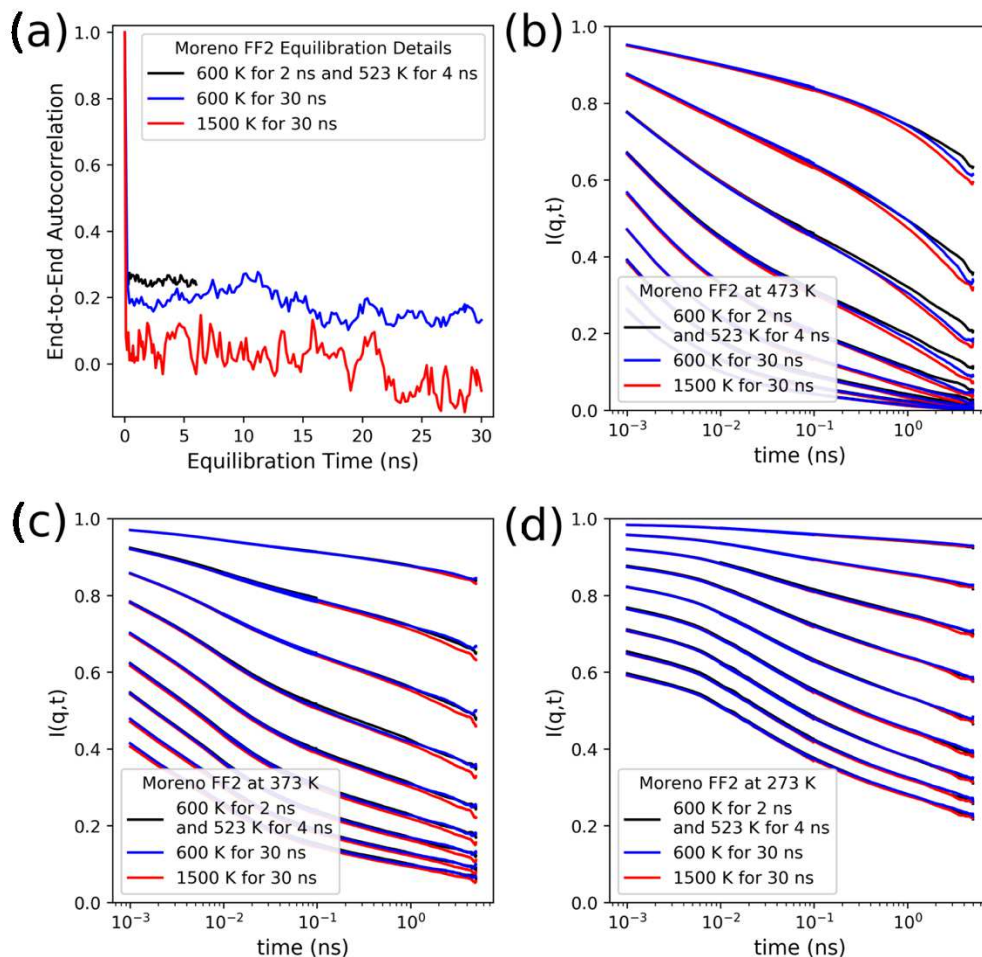 (a)
1.0
0.8
0.6
0.4
0.2
0.0
End-to-End Autocorrelation
Moreno FF2 Equilibration Details
600 K for 2 ns and 523 K for 4 ns
600 K for 30 ns
1500 K for 30 ns
0 5 10 15 20 25 30
Equilibration Time (ns)
(b)
1.0
0.8
0.6
0.4
0.2
0.0
I(q,t)
Moreno FF2 at 473 K
600 K for 2 ns
and 523 K for 4 ns
600 K for 30 ns
1500 K for 30 ns
10⁻³ 10⁻² 10⁻¹ 10⁰
time (ns)
(c)
1.0
0.8
0.6
0.4
0.2
0.0
I(q,t)
Moreno FF2 at 373 K
600 K for 2 ns
and 523 K for 4 ns
600 K for 30 ns
1500 K for 30 ns
10⁻³ 10⁻² 10⁻¹ 10⁰
time (ns)
(d)
1.0
0.8
0.6
0.4
0.2
0.0
I(q,t)
Moreno FF2 at 273 K
600 K for 2 ns
and 523 K for 4 ns
600 K for 30 ns
1500 K for 30 ns
10⁻³ 10⁻² 10⁻¹ 10⁰
time (ns)